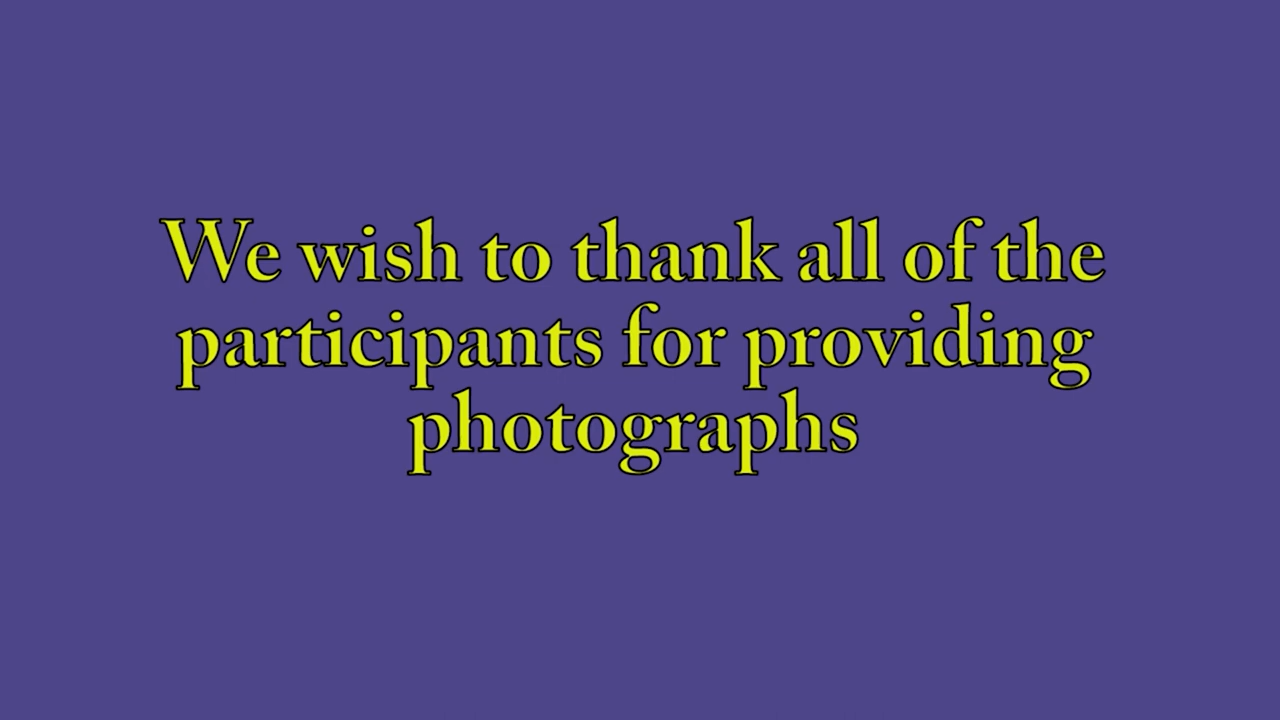 We wish to thank all of the
participants for providing
photographs